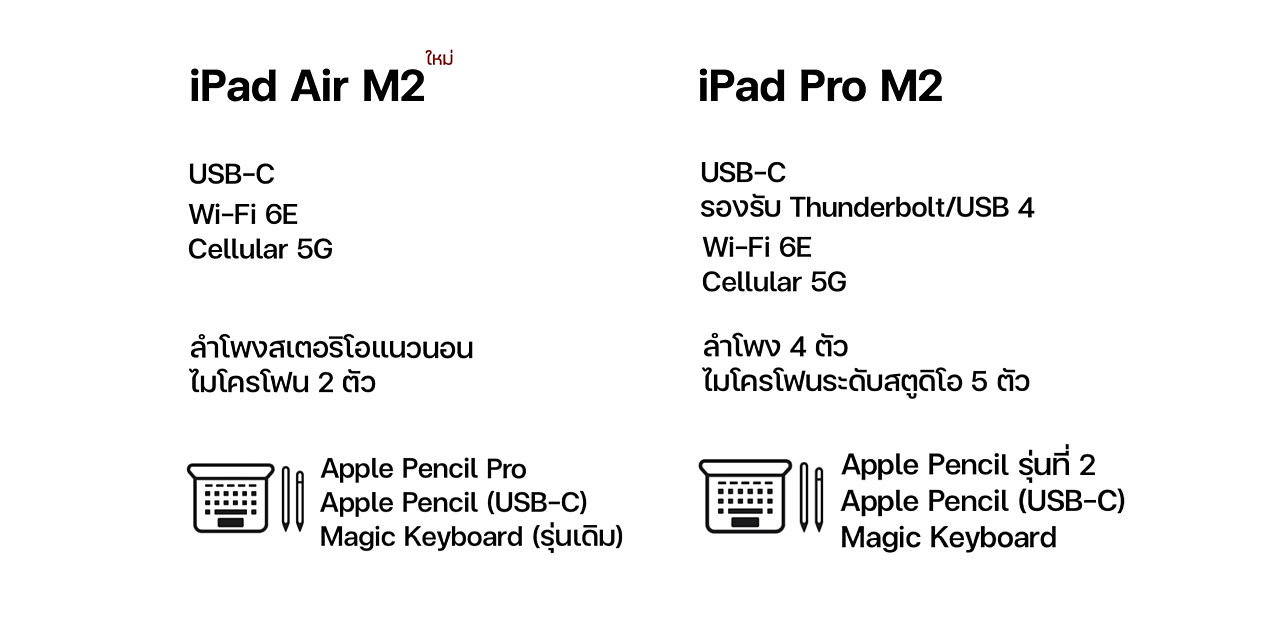 iPad Air M2 ใหม่
USB-C
Wi-Fi 6E
Cellular 5G
ลำโพงสเตอริโอแนวนอน
ไมโครโฟน 2 ตัว
Apple Pencil Pro
Apple Pencil (USB-C)
Magic Keyboard (รุ่นเดิม)
iPad Pro M2
USB-C
รองรับ Thunderbolt/USB 4
Wi-Fi 6E
Cellular 5G
ลำโพง 4 ตัว
ไมโครโฟนระดับสตูดิโอ 5 ตัว
Apple Pencil รุ่นที่ 2
Apple Pencil (USB-C)
Magic Keyboard